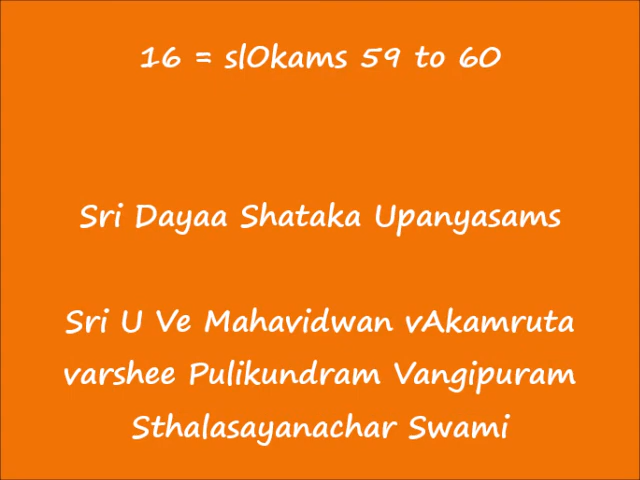 16 = slOkams 59 to 60
Sri Dayaa Shataka Upanyasams
Sri U Ve Mahavidwan vAkamruta
varshee Pulikundram Vangipuram
Sthalasayanachar Swami